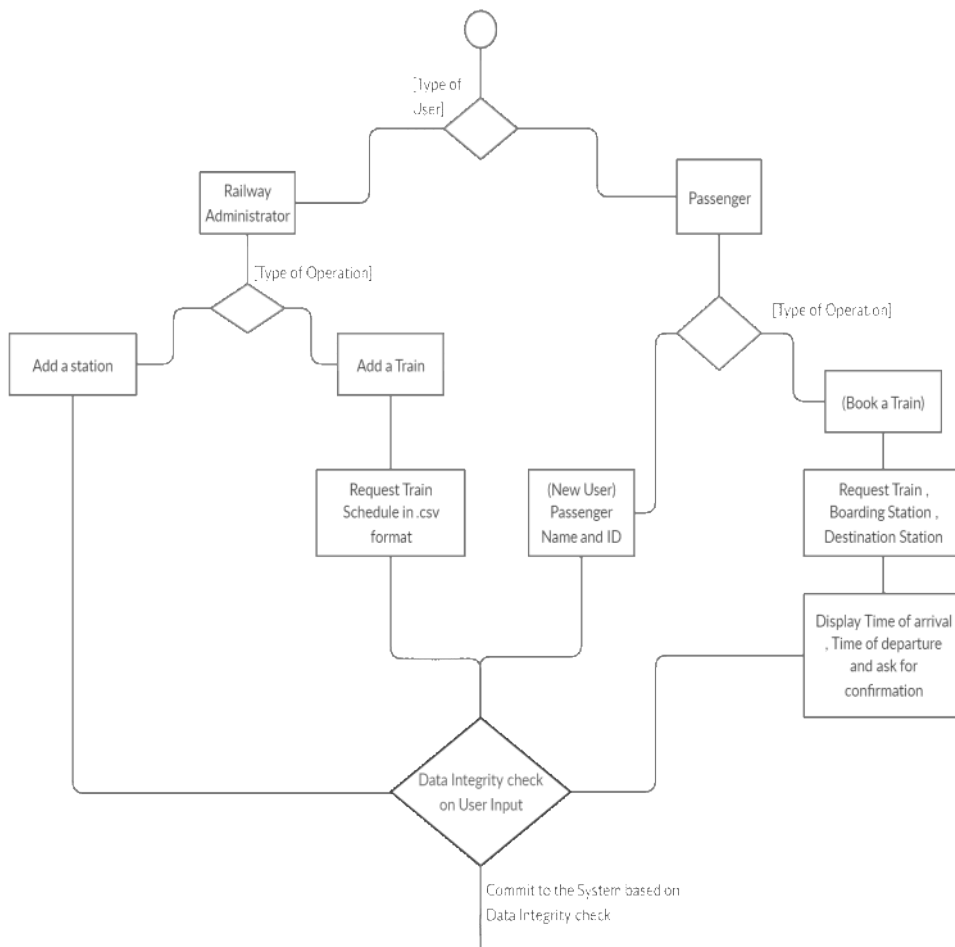 [Type of
User]
Railway
Administrator
Passenger
[Type of Operation]
[Type of Operation]
Add a station
Add a Train
(Book a Train)
Request Train
Schedule in .csv
format
(New User)
Passenger
Name and ID
Request Train ,
Boarding Station ,
Destination Station
Display Time of arrival
, Time of departure
and ask for
confirmation
Data Integrity check
on User Input
Commit to the System based on
Data Integrity check